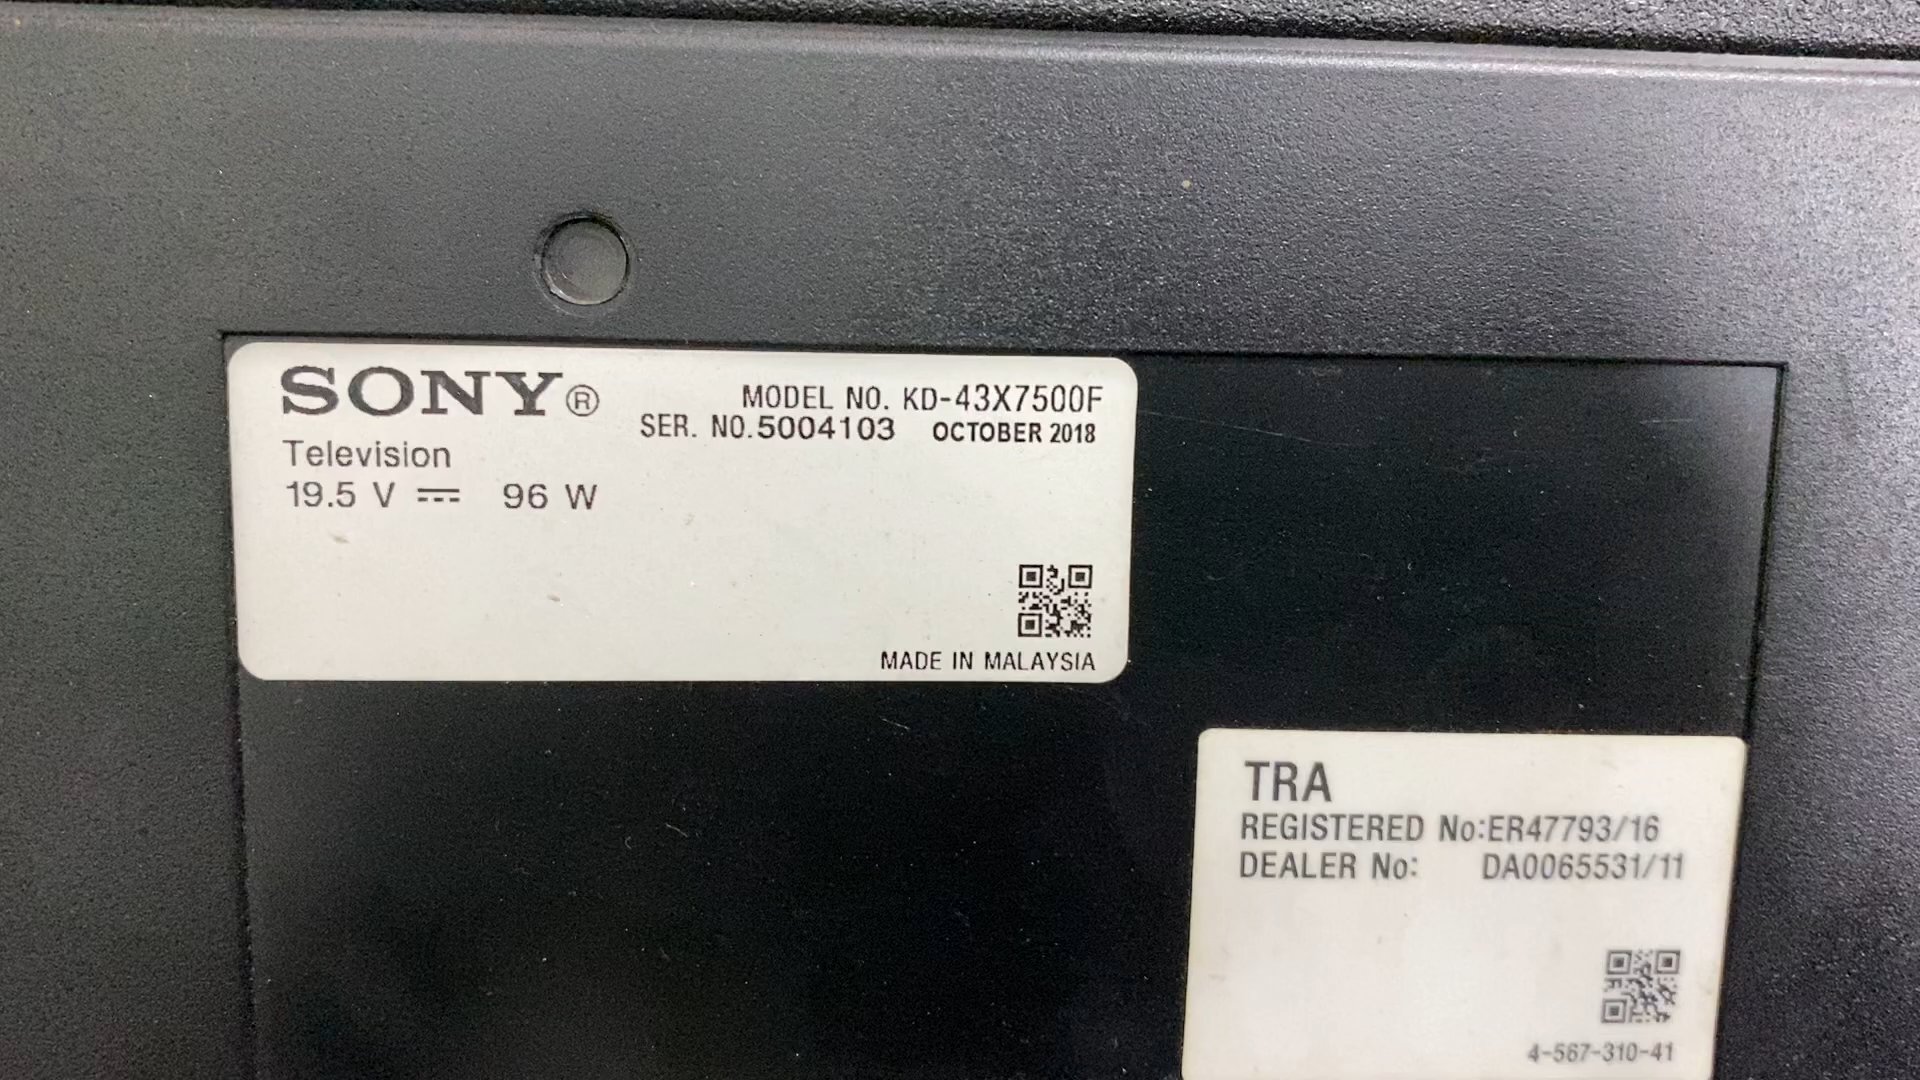 SONY®
MODEL NO. KD-43X7500F
SER. NO.5004103 OCTOBER 2018
Television
19.5 V ⎓ 96 W
MADE IN MALAYSIA
TRA
REGISTERED No:ER47793/16
DEALER No: DA0065531/11
4-567-310-41